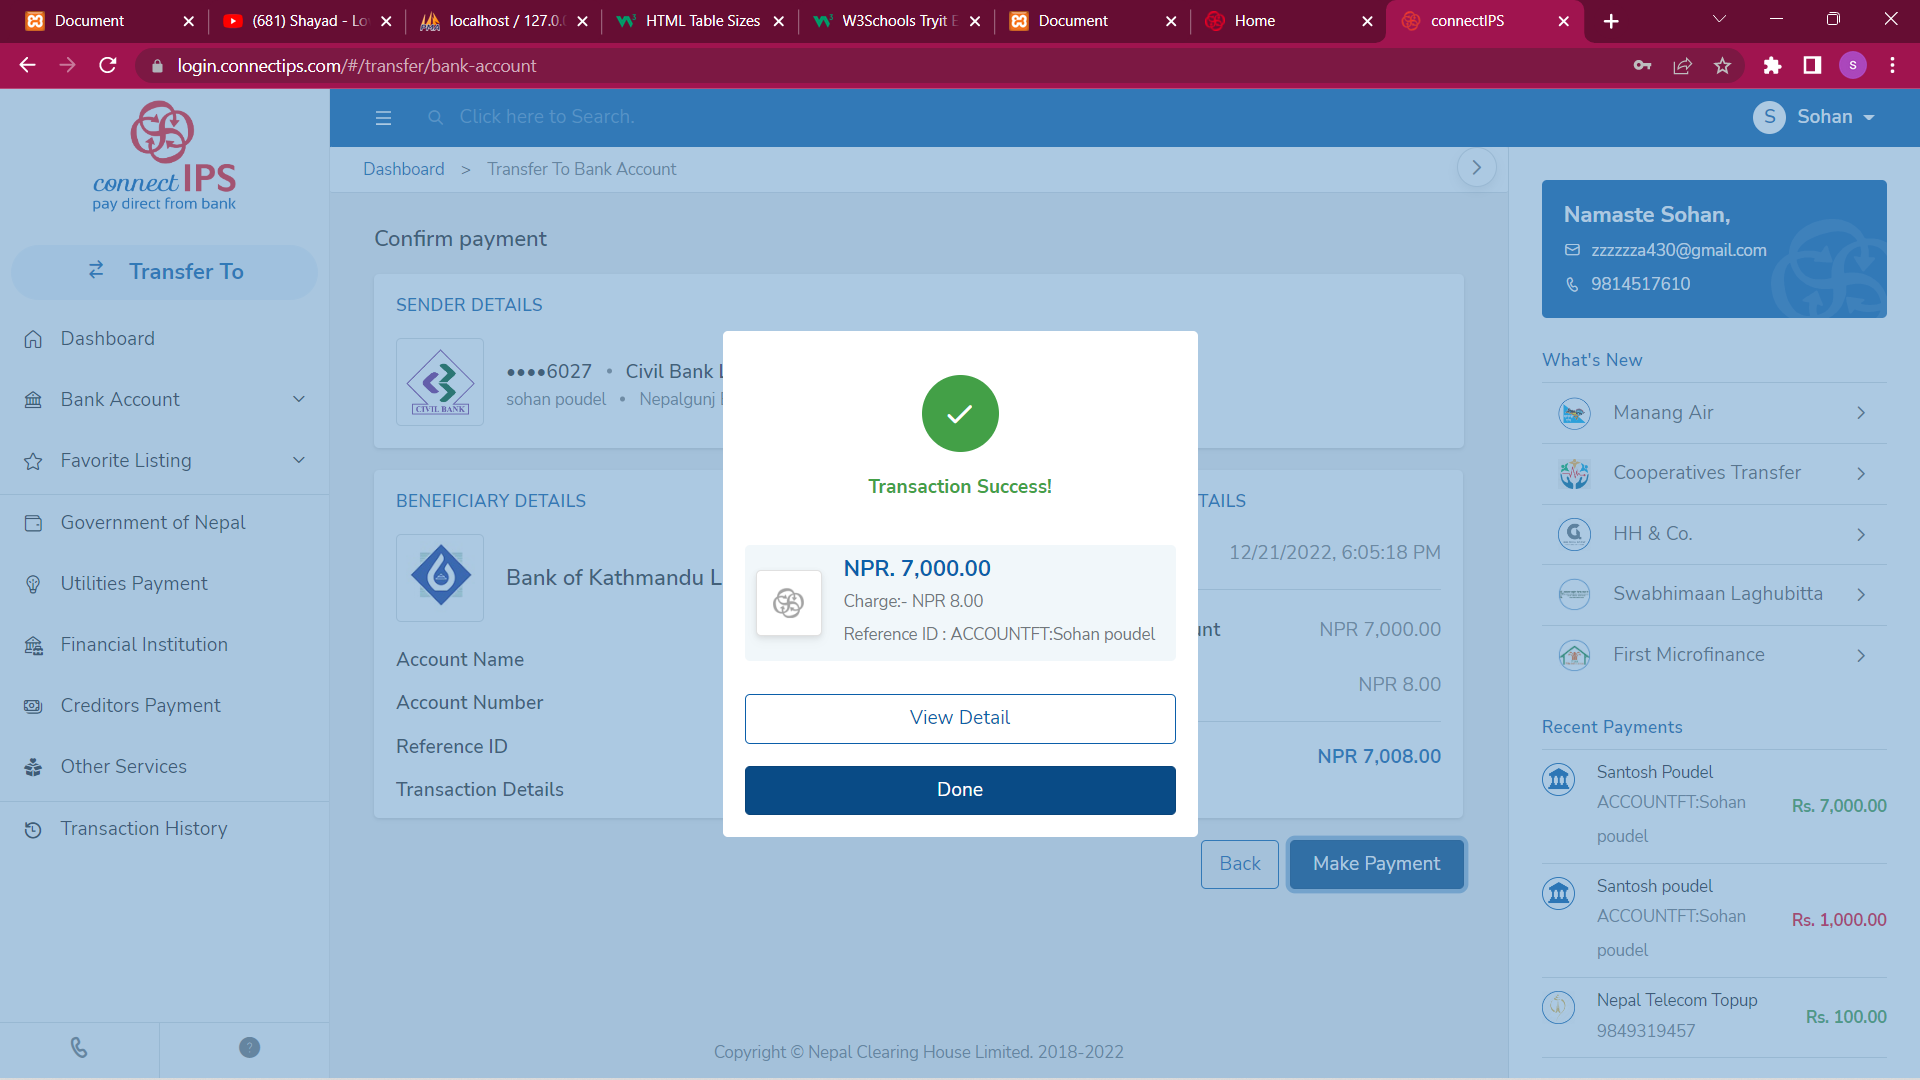 Document
(681) Shayad - Lo
localhost / 127.0.
HTML Table Sizes
W3Schools Tryit E
Document
Home
connectIPS
login.connectips.com/#/transfer/bank-account
S
connectIPS
pay direct from bank
Transfer To
Dashboard
Bank Account
Favorite Listing
Government of Nepal
Utilities Payment
Financial Institution
Creditors Payment
Other Services
Transaction History
Click here to Search.
S Sohan
Dashboard > Transfer To Bank Account
Confirm payment
SENDER DETAILS
CIVIL BANK
••••6027 • Civil Bank L
sohan poudel • Nepalgunj
BENEFICIARY DETAILS
Bank of Kathmandu L
Account Name
Account Number
Reference ID
Transaction Details
TAILS
12/21/2022, 6:05:18 PM
unt NPR 7,000.00
NPR 8.00
NPR 7,008.00
Back
Make Payment
Transaction Success!
NPR. 7,000.00
Charge:- NPR 8.00
Reference ID : ACCOUNTFT:Sohan poudel
View Detail
Done
Namaste Sohan,
zzzzzza430@gmail.com
9814517610
What's New
Manang Air
Cooperatives Transfer
HH & Co.
Swabhimaan Laghubitta
First Microfinance
Recent Payments
Santosh Poudel
ACCOUNTFT:Sohan
poudel
Rs. 7,000.00
Santosh poudel
ACCOUNTFT:Sohan
poudel
Rs. 1,000.00
Nepal Telecom Topup
9849319457
Rs. 100.00
Copyright © Nepal Clearing House Limited. 2018-2022